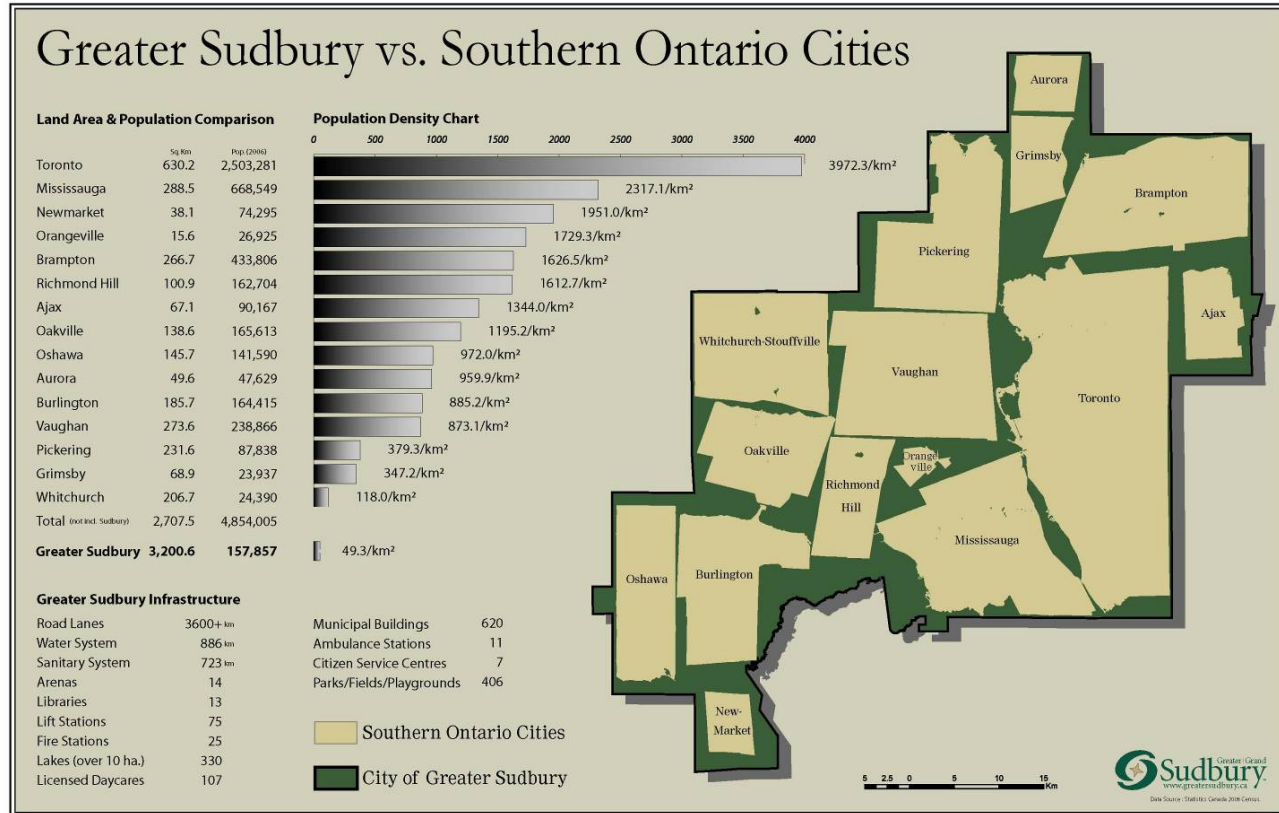 Greater Sudbury vs. Southern Ontario Cities
Land Area & Population Comparison
Sq. Km Pop. (2006)
Toronto 630.2 2,503,281
Mississauga 288.5 668,549
Newmarket 38.1 74,295
Orangeville 15.6 26,925
Brampton 266.7 433,806
Richmond Hill 100.9 162,704
Ajax 67.1 90,167
Oakville 138.6 165,613
Oshawa 145.7 141,590
Aurora 49.6 47,629
Burlington 185.7 164,415
Vaughan 273.6 238,866
Pickering 231.6 87,838
Grimsby 68.9 23,937
Whitchurch 206.7 24,390
Total (not incl. Sudbury) 2,707.5 4,854,005
Greater Sudbury 3,200.6 157,857
Population Density Chart
0 500 1000 1500 2000 2500 3000 3500 4000
3972.3/km²
2317.1/km²
1951.0/km²
1729.3/km²
1626.5/km²
1612.7/km²
1344.0/km²
1195.2/km²
972.0/km²
959.9/km²
885.2/km²
873.1/km²
379.3/km²
347.2/km²
118.0/km²
49.3/km²
Greater Sudbury Infrastructure
Road Lanes 3600+ km
Water System 886 km
Sanitary System 723 km
Arenas 14
Libraries 13
Lift Stations 75
Fire Stations 25
Lakes (over 10 ha.) 330
Licensed Daycares 107
Municipal Buildings 620
Ambulance Stations 11
Citizen Service Centres 7
Parks/Fields/Playgrounds 406
Southern Ontario Cities
City of Greater Sudbury
Aurora
Grimsby
Brampton
Pickering
Ajax
Whitchurch-Stouffville
Vaughan
Toronto
Oakville
Orange
ville
Richmond
Hill
Mississauga
Oshawa
Burlington
New-
Market
5 2.5 0 5 10 15
Km
Greater | Grand
Sudbury
www.greatersudbury.ca
Data Source : Statistics Canada 2006 Census.